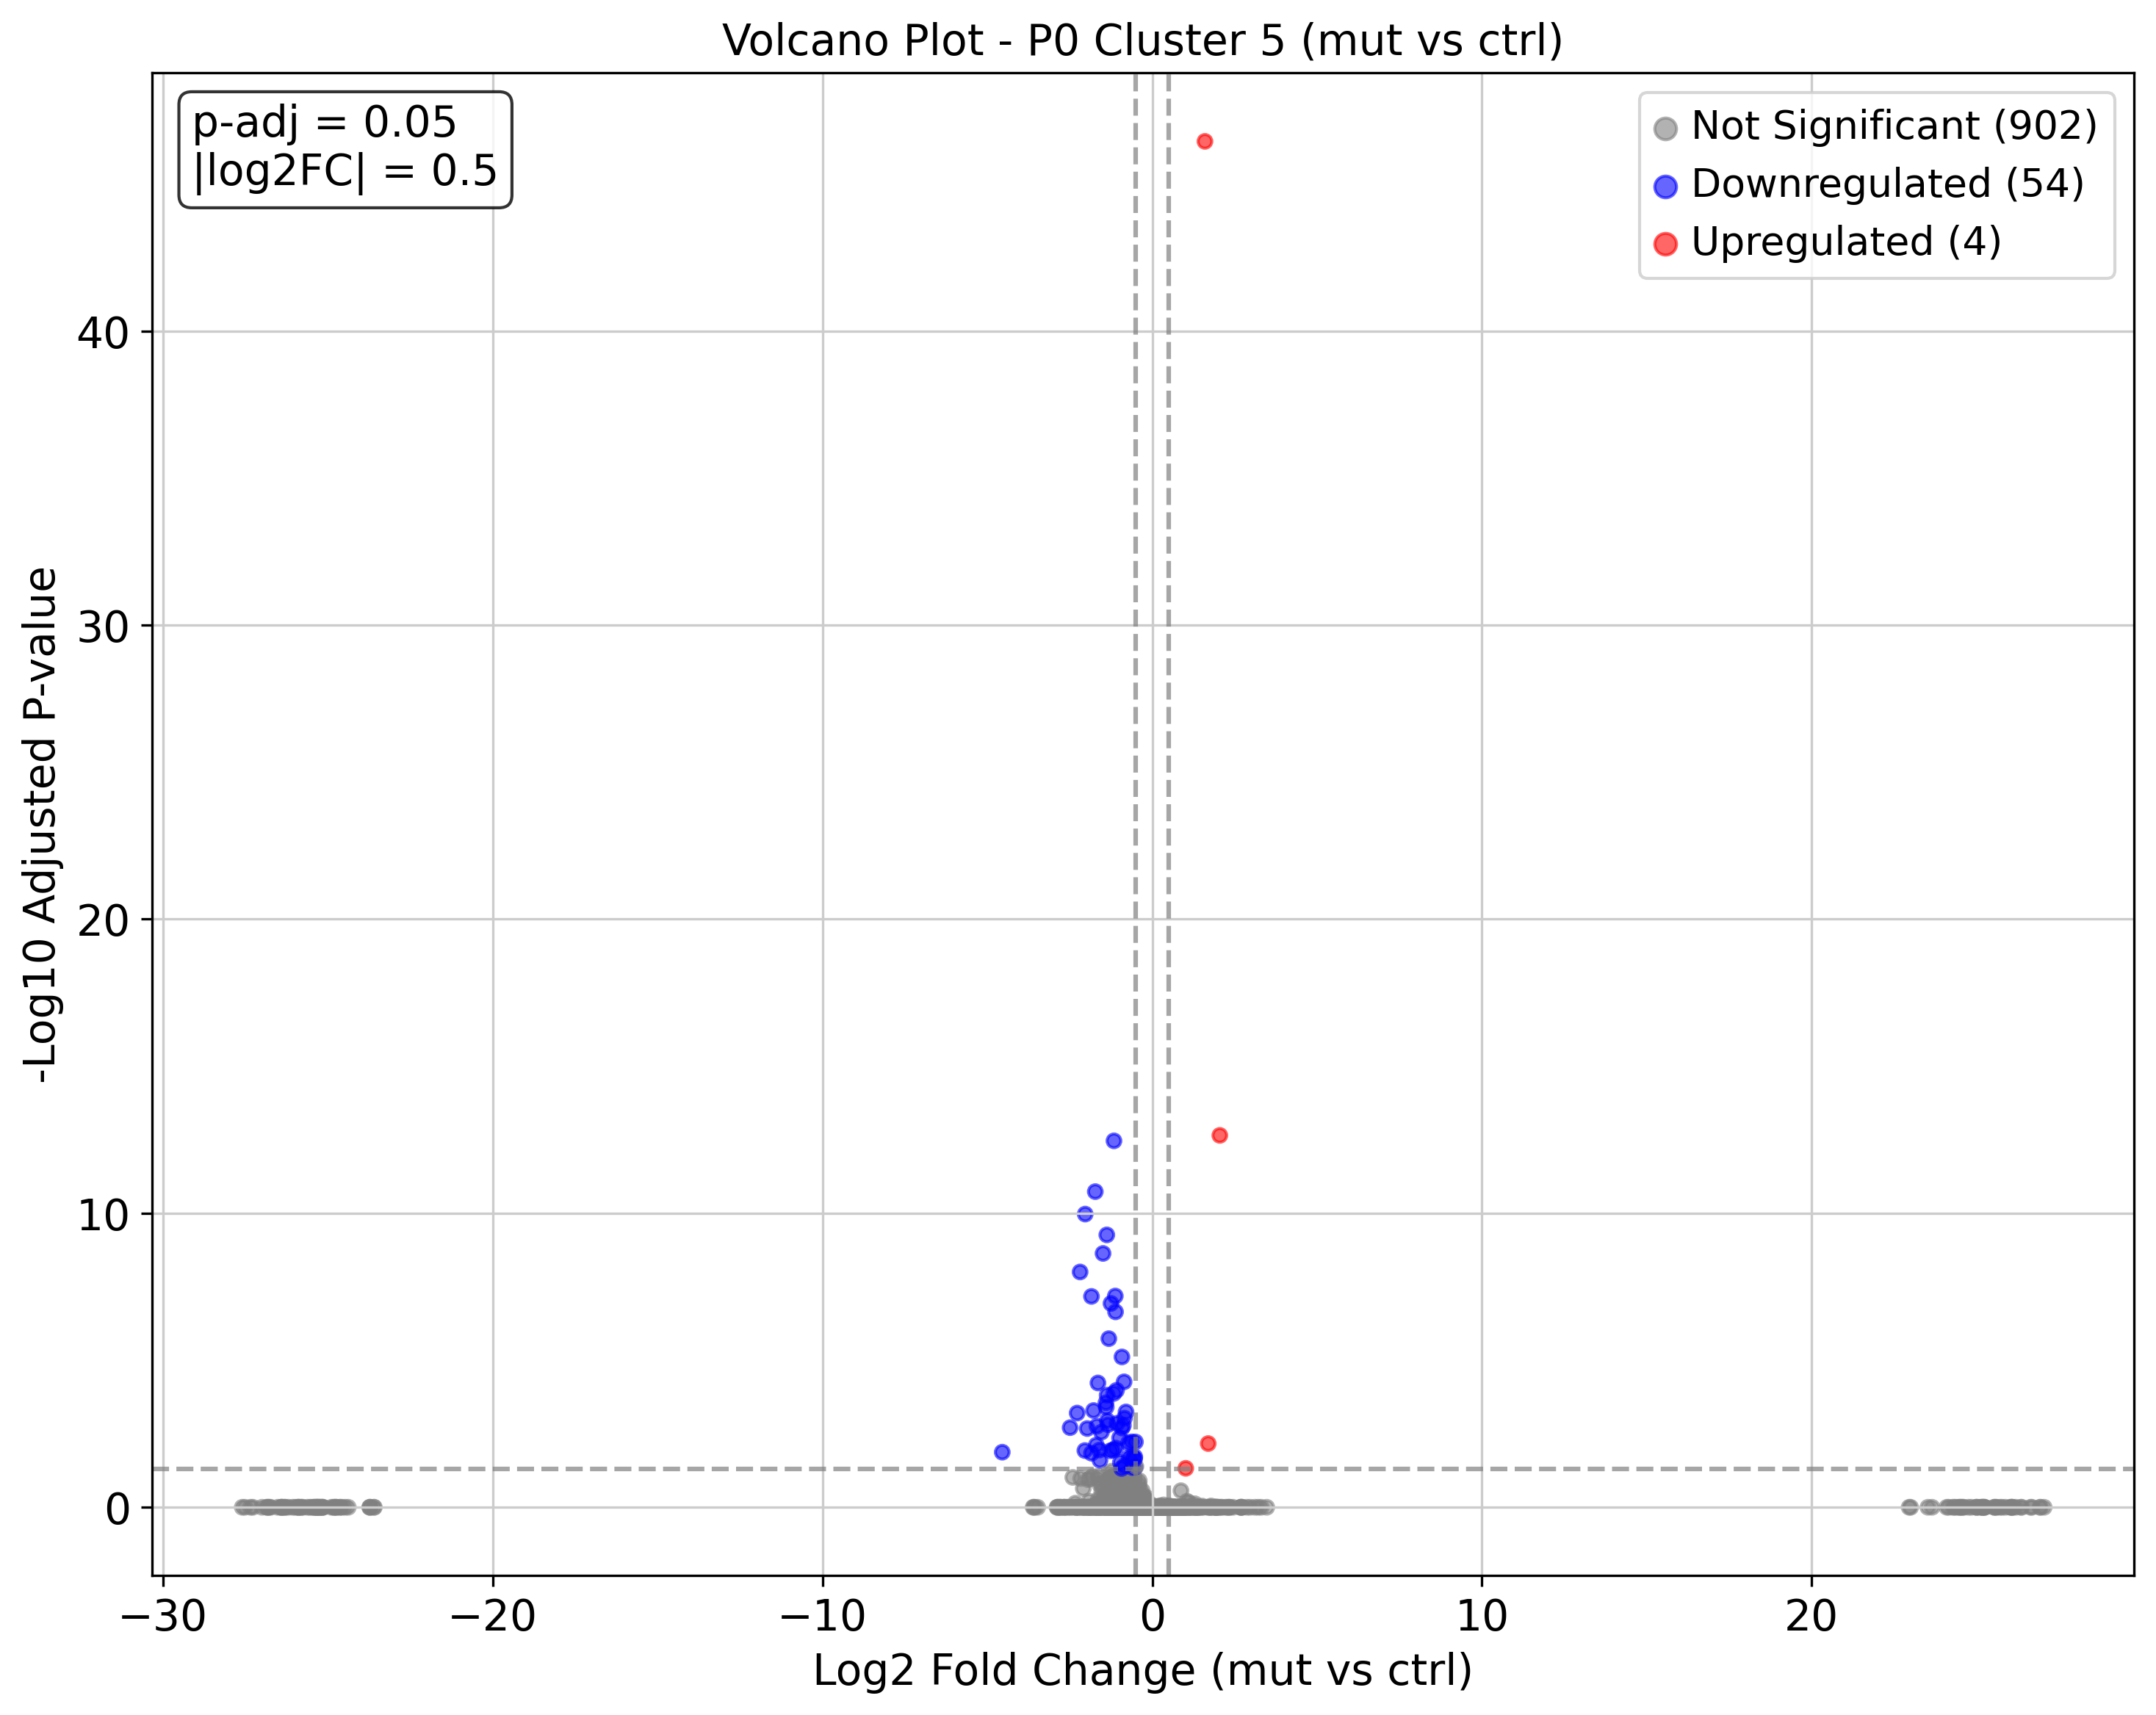 Volcano Plot - P0 Cluster 5 (mut vs ctrl)
p-adj = 0.05
|log2FC| = 0.5
Not Significant (902)
Downregulated (54)
Upregulated (4)
-Log10 Adjusted P-value
40
30
20
10
0
−30 −20 −10 0 10 20
Log2 Fold Change (mut vs ctrl)